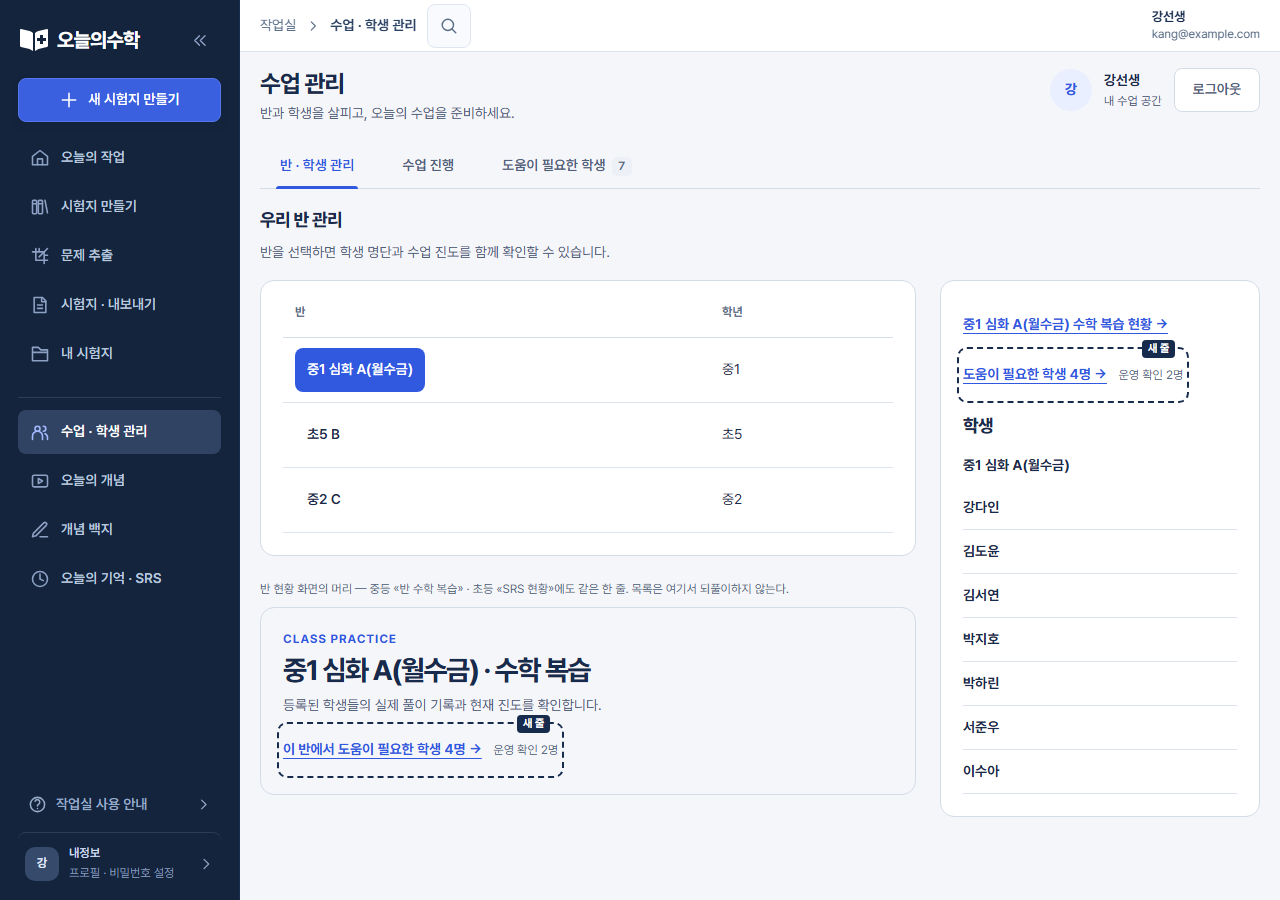 오늘의수학
새 시험지 만들기
오늘의 작업
시험지 만들기
문제 추출
시험지 · 내보내기
내 시험지
수업 · 학생 관리
오늘의 개념
개념 백지
오늘의 기억 · SRS
작업실 사용 안내
강
내정보
프로필 · 비밀번호 설정
작업실
수업 · 학생 관리
강선생
kang@example.com
수업 관리
반과 학생을 살피고, 오늘의 수업을 준비하세요.
강
강선생
내 수업 공간
로그아웃
반 · 학생 관리
수업 진행
도움이 필요한 학생 7
우리 반 관리
반을 선택하면 학생 명단과 수업 진도를 함께 확인할 수 있습니다.
반 학년
중1 심화 A(월수금) 중1
초5 B 초5
중2 C 중2
반 현황 화면의 머리 — 중등 «반 수학 복습» · 초등 «SRS 현황»에도 같은 한 줄. 목록은 여기서 되풀이하지 않는다.
CLASS PRACTICE
중1 심화 A(월수금) · 수학 복습
등록된 학생들의 실제 풀이 기록과 현재 진도를 확인합니다.
새 줄
이 반에서 도움이 필요한 학생 4명 → 운영 확인 2명
중1 심화 A(월수금) 수학 복습 현황 →
새 줄
도움이 필요한 학생 4명 → 운영 확인 2명
학생
중1 심화 A(월수금)
강다인
김도윤
김서연
박지호
박하린
서준우
이수아